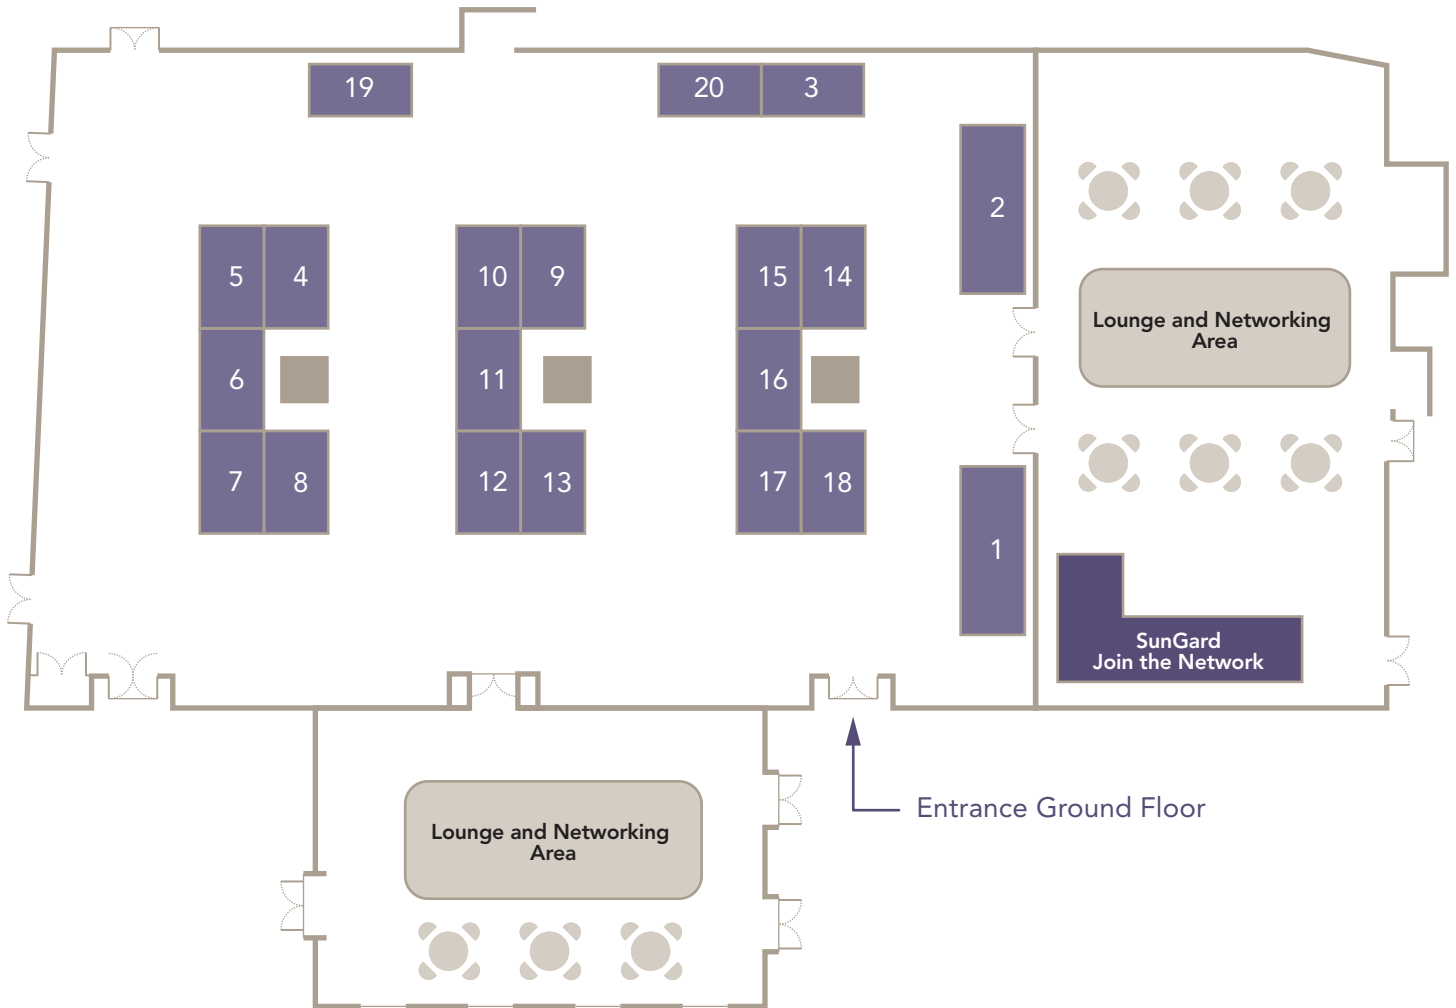 19
20
3
2
5
4
10
9
15
14
Lounge and Networking
Area
6
11
16
7
8
12
13
17
18
1
SunGard
Join the Network
Entrance Ground Floor
Lounge and Networking
Area